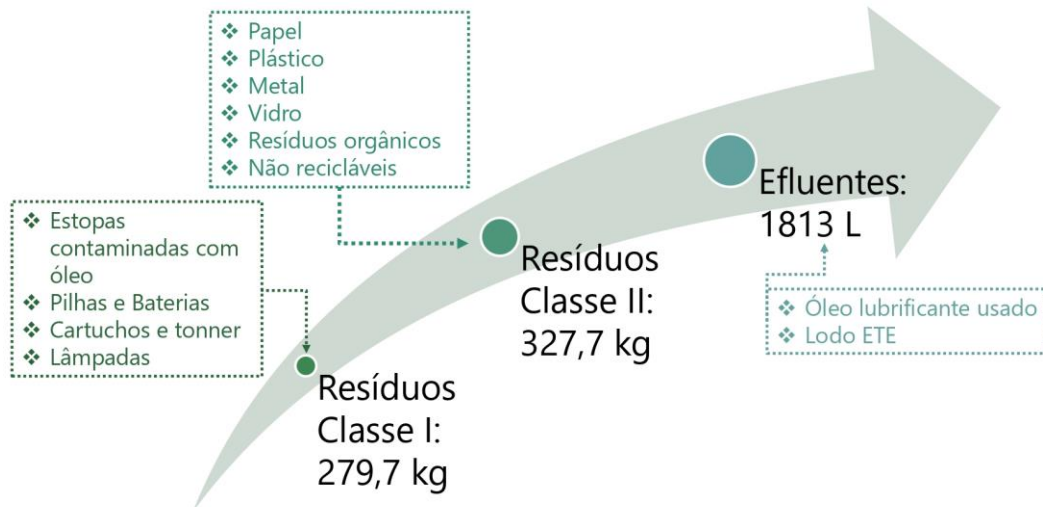 ❖ Papel
❖ Plástico
❖ Metal
❖ Vidro
❖ Resíduos orgânicos
❖ Não recicláveis
❖ Estopas
contaminadas com
óleo
❖ Pilhas e Baterias
❖ Cartuchos e tonner
❖ Lâmpadas
Resíduos
Classe I:
279,7 kg
Resíduos
Classe II:
327,7 kg
Efluentes:
1813 L
❖ Óleo lubrificante usado
❖ Lodo ETE